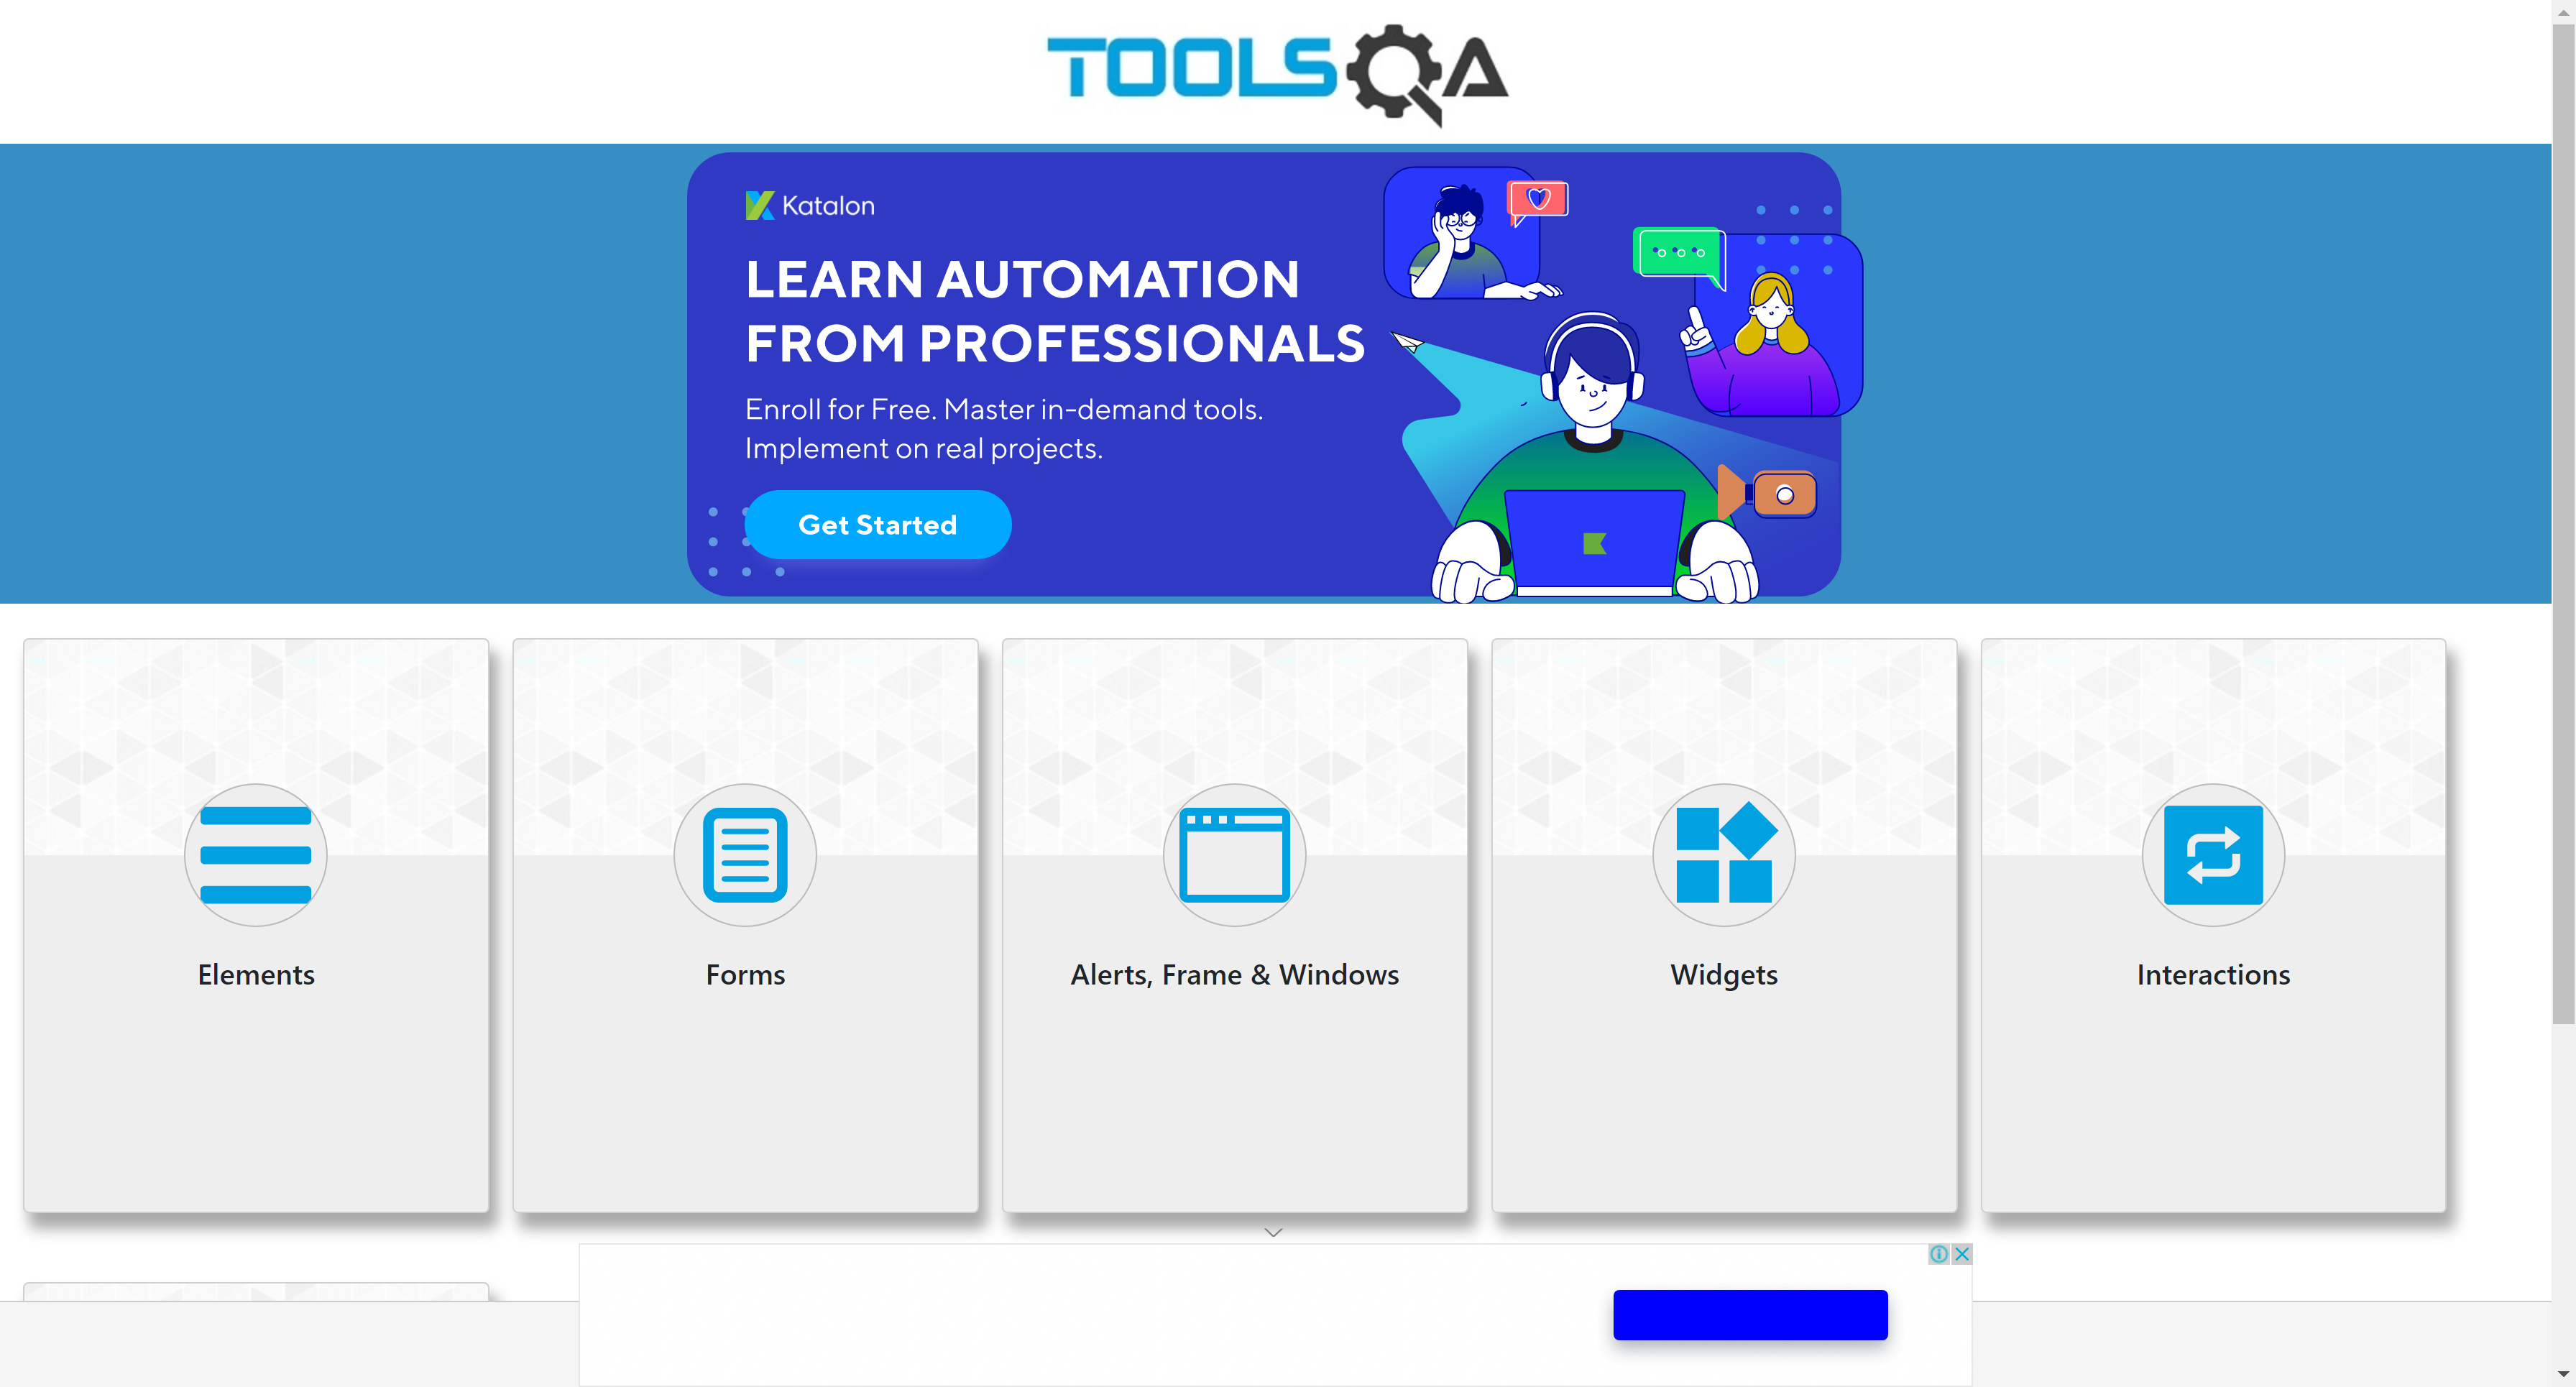 TOOLSQA
Katalon
LEARN AUTOMATION
FROM PROFESSIONALS
Enroll for Free. Master in-demand tools.
Implement on real projects.
Get Started
Elements
Forms
Alerts, Frame & Windows
Widgets
Interactions